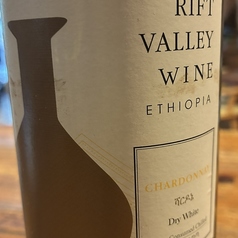 RIFT
VALLEY
WINE
ETHIOPIA
CHARDONNAY
Dry White